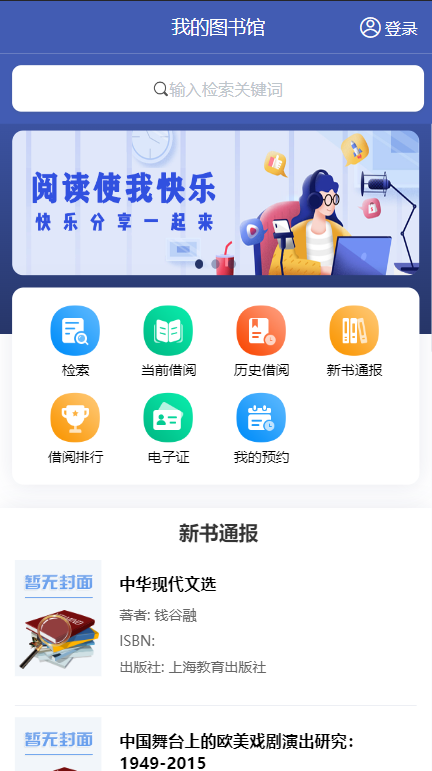 我的图书馆
登录
输入检索关键词
阅读使我快乐
快乐分享一起来
检索
当前借阅
历史借阅
新书通报
借阅排行
电子证
我的预约
新书通报
暂无封面
中华现代文选
著者: 钱谷融
ISBN:
出版社: 上海教育出版社
暂无封面
中国舞台上的欧美戏剧演出研究：
1949-2015